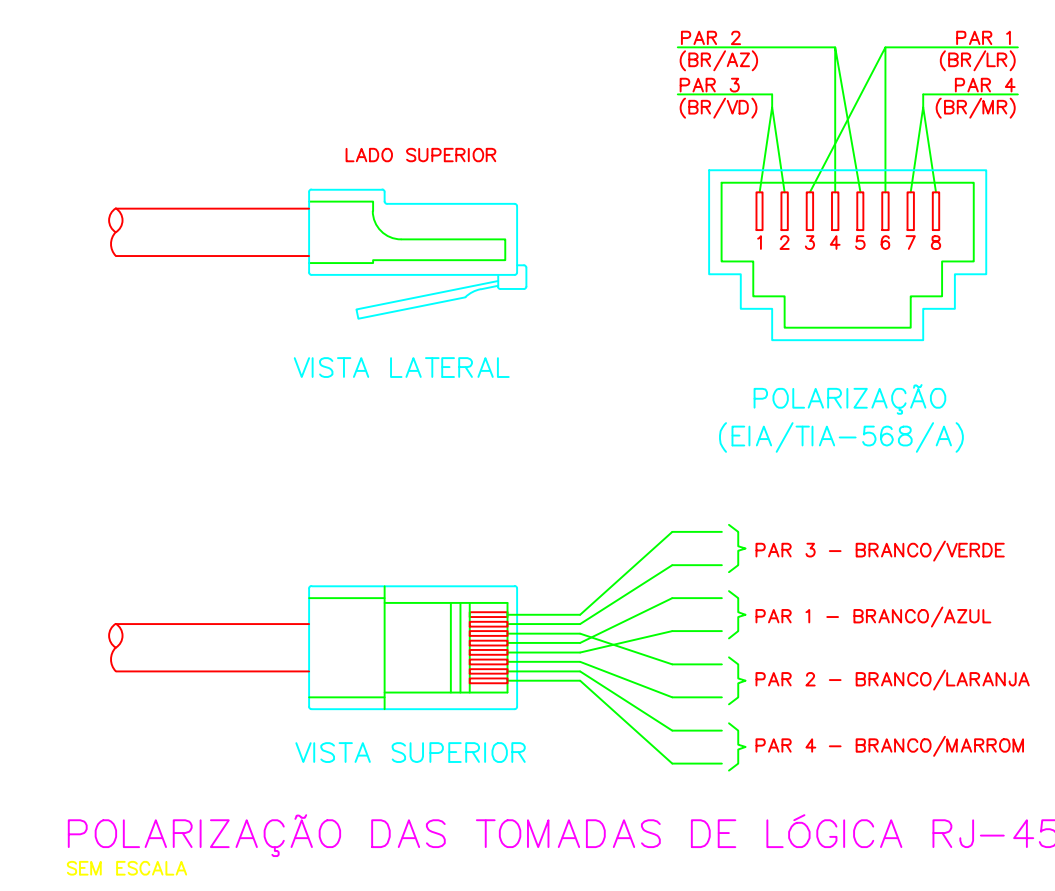 PAR 2
(BR/AZ)
PAR 3
(BR/VD)
PAR 1
(BR/LR)
PAR 4
(BR/MR)
LADO SUPERIOR
1 2 3 4 5 6 7 8
VISTA LATERAL
POLARIZAÇÃO
(EIA/TIA-568/A)
PAR 3 - BRANCO/VERDE
PAR 1 - BRANCO/AZUL
PAR 2 - BRANCO/LARANJA
PAR 4 - BRANCO/MARROM
VISTA SUPERIOR
POLARIZAÇÃO DAS TOMADAS DE LÓGICA RJ-45
SEM ESCALA